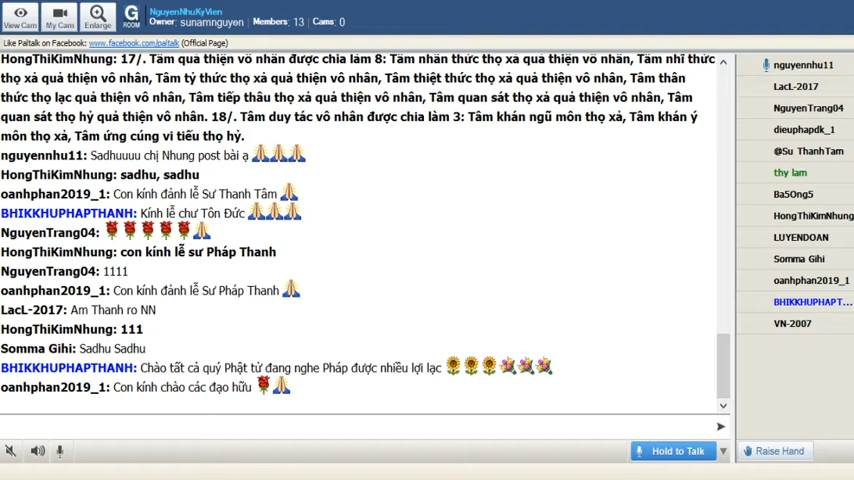 View Cam
My Cam
Enlarge
G
ROOM
NguyenNhuKyVien
Owner: sunamnguyen Members: 13 Cams: 0
Like Paltalk on Facebook: www.facebook.com/paltalk (Official Page)
HongThiKimNhung: 17/. Tâm quả thiện vô nhân được chia làm 8: Tâm nhãn thức thọ xả quả thiện vô nhân, Tâm nhĩ thức
thọ xả quả thiện vô nhân, Tâm tỷ thức thọ xả quả thiện vô nhân, Tâm thiệt thức thọ xả quả thiện vô nhân, Tâm thân
thức thọ lạc quả thiện vô nhân, Tâm tiếp thâu thọ xả quả thiện vô nhân, Tâm quan sát thọ xả quả thiện vô nhân, Tâm
quan sát thọ hỷ quả thiện vô nhân. 18/. Tâm duy tác vô nhân được chia làm 3: Tâm khán ngũ môn thọ xả, Tâm khán ý
môn thọ xả, Tâm ứng cúng vi tiếu thọ hỷ.
nguyennhu11: Sadhuuuu chị Nhung post bài ạ
HongThiKimNhung: sadhu, sadhu
oanhphan2019_1: Con kính đảnh lễ Sư Thanh Tâm
BHIKKHUPHAPTHANH: Kính lễ chư Tôn Đức
NguyenTrang04:
HongThiKimNhung: con kính lễ sư Pháp Thanh
NguyenTrang04: 1111
oanhphan2019_1: Con kính đảnh lễ Sư Pháp Thanh
LacL-2017: Am Thanh ro NN
HongThiKimNhung: 111
Somma Gihi: Sadhu Sadhu
BHIKKHUPHAPTHANH: Chào tất cả quý Phật tử đang nghe Pháp được nhiều lợi lạc
oanhphan2019_1: Con kính chào các đạo hữu
nguyennhu11
LacL-2017
NguyenTrang04
dieuphapdk_1
@Su ThanhTam
thy lam
Ba5Ong5
HongThiKimNhung
LUYENDOAN
Somma Gihi
oanhphan2019_1
BHIKKHUPHAPT...
VN-2007
Hold to Talk
Raise Hand